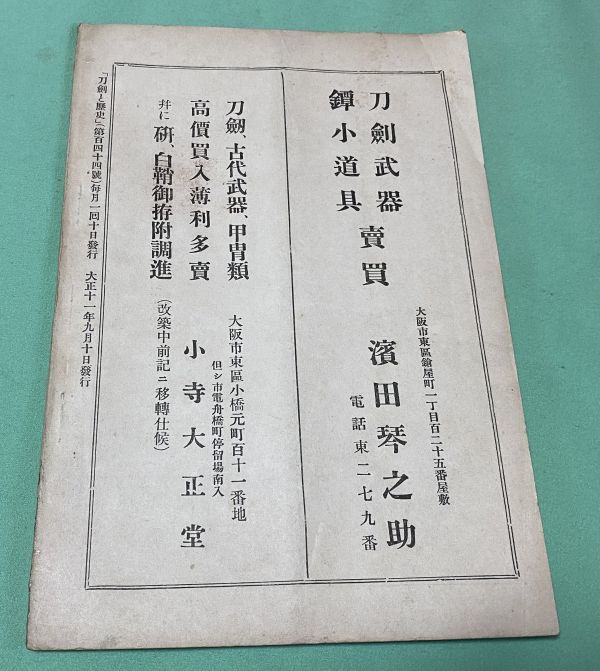 刀劍武器
鐔小道具
賣買
大阪市東區鎗屋町一丁目百二十五番屋敷
濱田琴之助
電話東二七九番
刀劔、古代武器、甲冑類
高價買入薄利多賣
幷に研、白鞘御拵附調進
大阪市東區小橋元町百十一番地
但シ市電舟橋町停留場南入
小寺大正堂
(改築中前記ニ移轉仕候)
「刀劔と歷史」(第百四十四號)每月一回十日發行 大正十一年九月十日發行